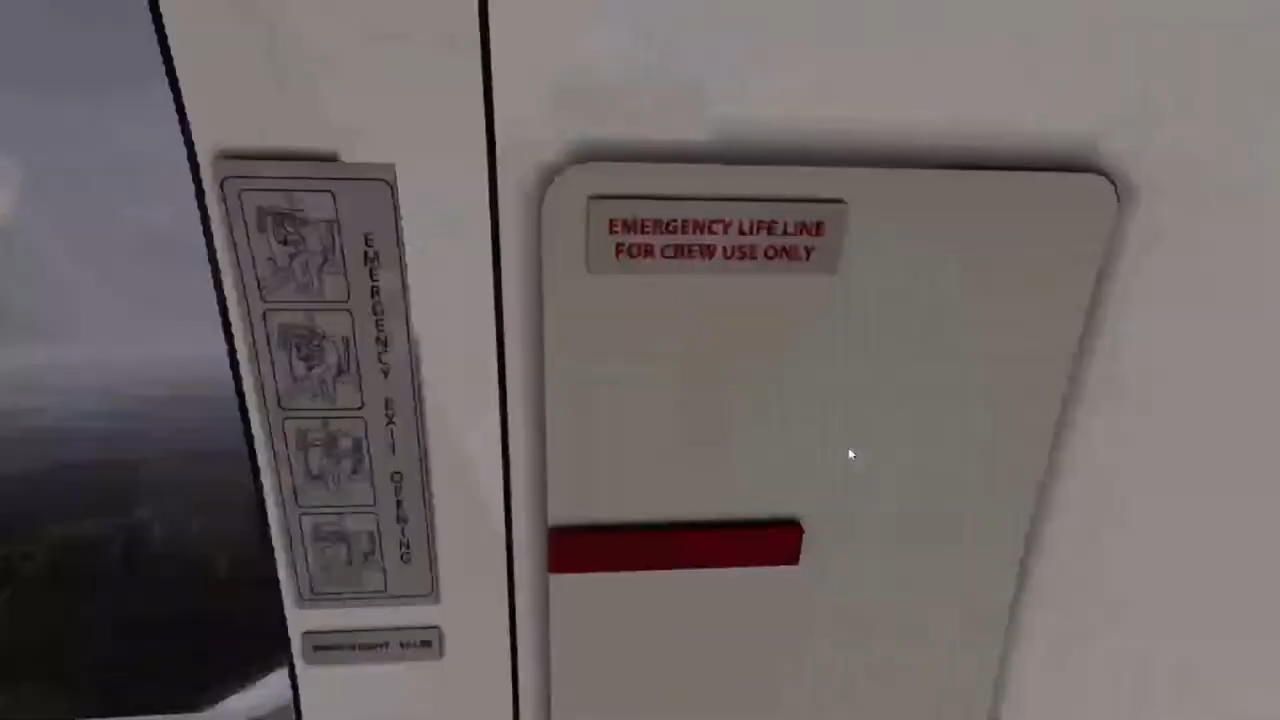 EMERGENCY EXIT OPENING
EMERGENCY LIFE LINE
FOR CREW USE ONLY